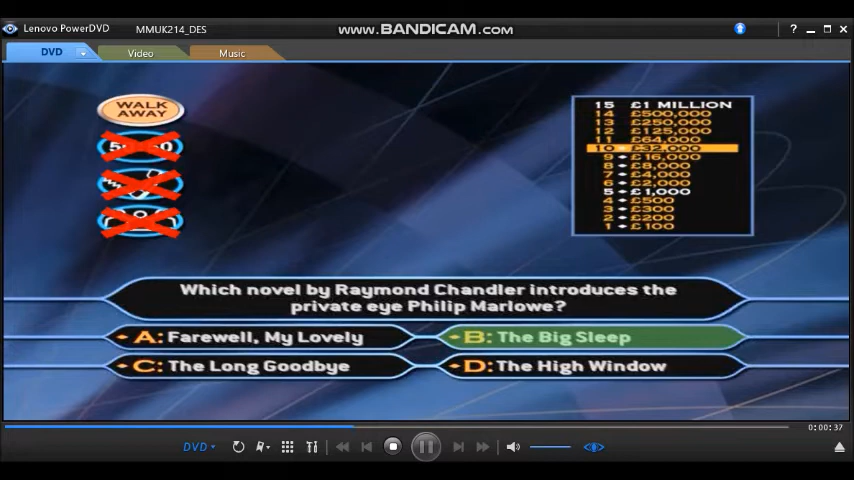 Lenovo PowerDVD
MMUK214_DES
www.BANDICAM.com
?
DVD
Video
Music
WALK
AWAY
15 £1 MILLION
14 £500,000
13 £250,000
12 £125,000
11 £64,000
10 £32,000
9 £16,000
8 £8,000
7 £4,000
6 £2,000
5 £1,000
4 £500
3 £300
2 £200
1 £100
Which novel by Raymond Chandler introduces the
private eye Philip Marlowe?
A: Farewell, My Lovely
B: The Big Sleep
C: The Long Goodbye
D: The High Window
0:00:37
DVD